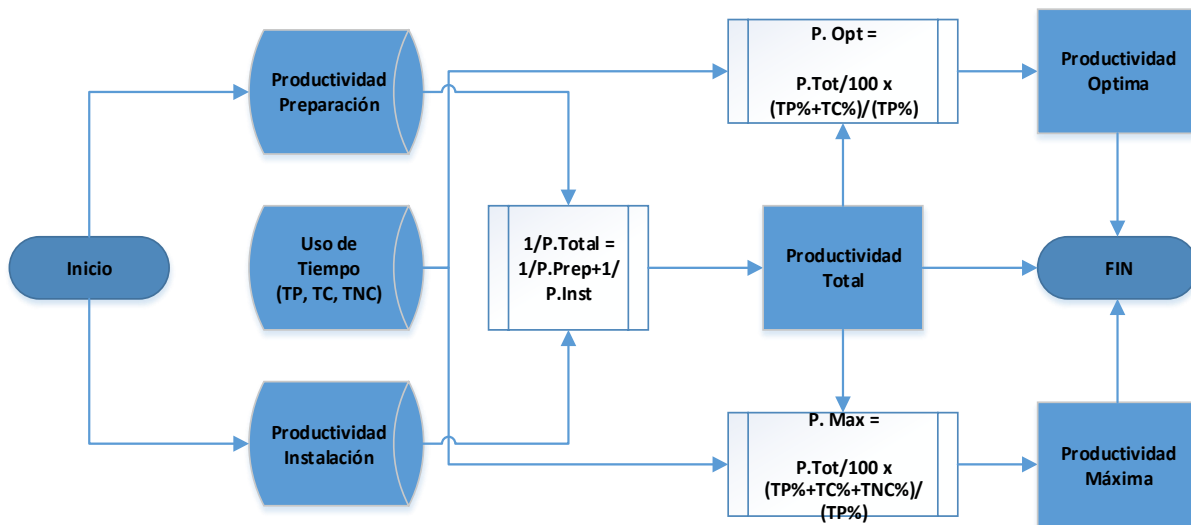 Inicio
Productividad
Preparación
Uso de
Tiempo
(TP, TC, TNC)
Productividad
Instalación
1/P.Total =
1/P.Prep+1/
P.Inst
P. Opt =
P.Tot/100 x
(TP%+TC%)/(TP%)
Productividad
Total
P. Max =
P.Tot/100 x
(TP%+TC%+TNC%)/
(TP%)
Productividad
Optima
FIN
Productividad
Máxima